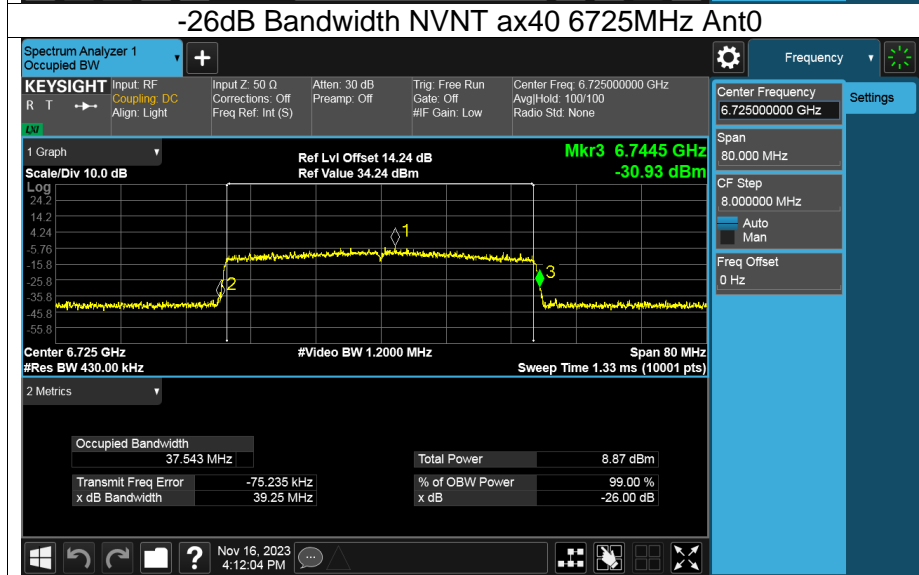 -26dB Bandwidth NVNT ax40 6725MHz Ant0
Spectrum Analyzer 1
Occupied BW
+
Frequency
KEYSIGHT
R T
LXI
Input: RF
Coupling: DC
Align: Light
Input Z: 50 Ω
Corrections: Off
Freq Ref: Int (S)
Atten: 30 dB
Preamp: Off
Trig: Free Run
Gate: Off
#IF Gain: Low
Center Freq: 6.725000000 GHz
Avg|Hold: 100/100
Radio Std: None
Center Frequency
6.725000000 GHz
Settings
Span
80.000 MHz
CF Step
8.000000 MHz
Auto
Man
Freq Offset
0 Hz
1 Graph
Scale/Div 10.0 dB
Ref Lvl Offset 14.24 dB
Ref Value 34.24 dBm
Mkr3 6.7445 GHz
-30.93 dBm
Log
24.2
14.2
4.24
-5.76
-15.8
-25.8
-35.8
-45.8
-55.8
1
2
3
Center 6.725 GHz
#Res BW 430.00 kHz
#Video BW 1.2000 MHz
Span 80 MHz
Sweep Time 1.33 ms (10001 pts)
2 Metrics
Occupied Bandwidth
37.543 MHz
Transmit Freq Error -75.235 kHz
x dB Bandwidth 39.25 MHz
Total Power 8.87 dBm
% of OBW Power 99.00 %
x dB -26.00 dB
?
Nov 16, 2023
4:12:04 PM